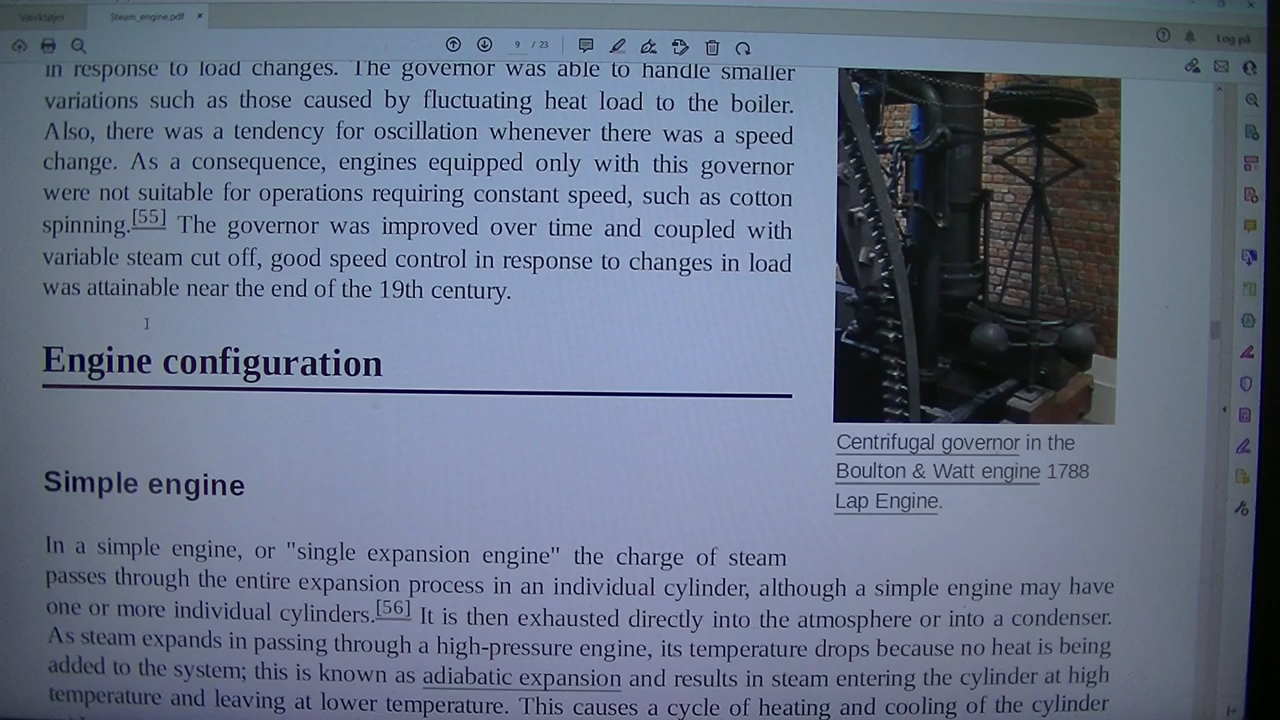 Værktøjer
Steam_engine.pdf ×
9 / 23
Log på
in response to load changes. The governor was able to handle smaller
variations such as those caused by fluctuating heat load to the boiler.
Also, there was a tendency for oscillation whenever there was a speed
change. As a consequence, engines equipped only with this governor
were not suitable for operations requiring constant speed, such as cotton
spinning.[55] The governor was improved over time and coupled with
variable steam cut off, good speed control in response to changes in load
was attainable near the end of the 19th century.
Engine configuration
Centrifugal governor in the
Boulton & Watt engine 1788
Lap Engine.
Simple engine
In a simple engine, or "single expansion engine" the charge of steam
passes through the entire expansion process in an individual cylinder, although a simple engine may have
one or more individual cylinders.[56] It is then exhausted directly into the atmosphere or into a condenser.
As steam expands in passing through a high-pressure engine, its temperature drops because no heat is being
added to the system; this is known as adiabatic expansion and results in steam entering the cylinder at high
temperature and leaving at lower temperature. This causes a cycle of heating and cooling of the cylinder